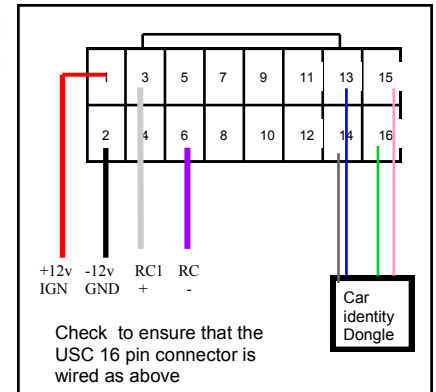 1 3 5 7 9 11 13 15
2 4 6 8 10 12 14 16
+12v -12v RC1 RC
IGN GND + -
Car
identity
Dongle
Check to ensure that the
USC 16 pin connector is
wired as above